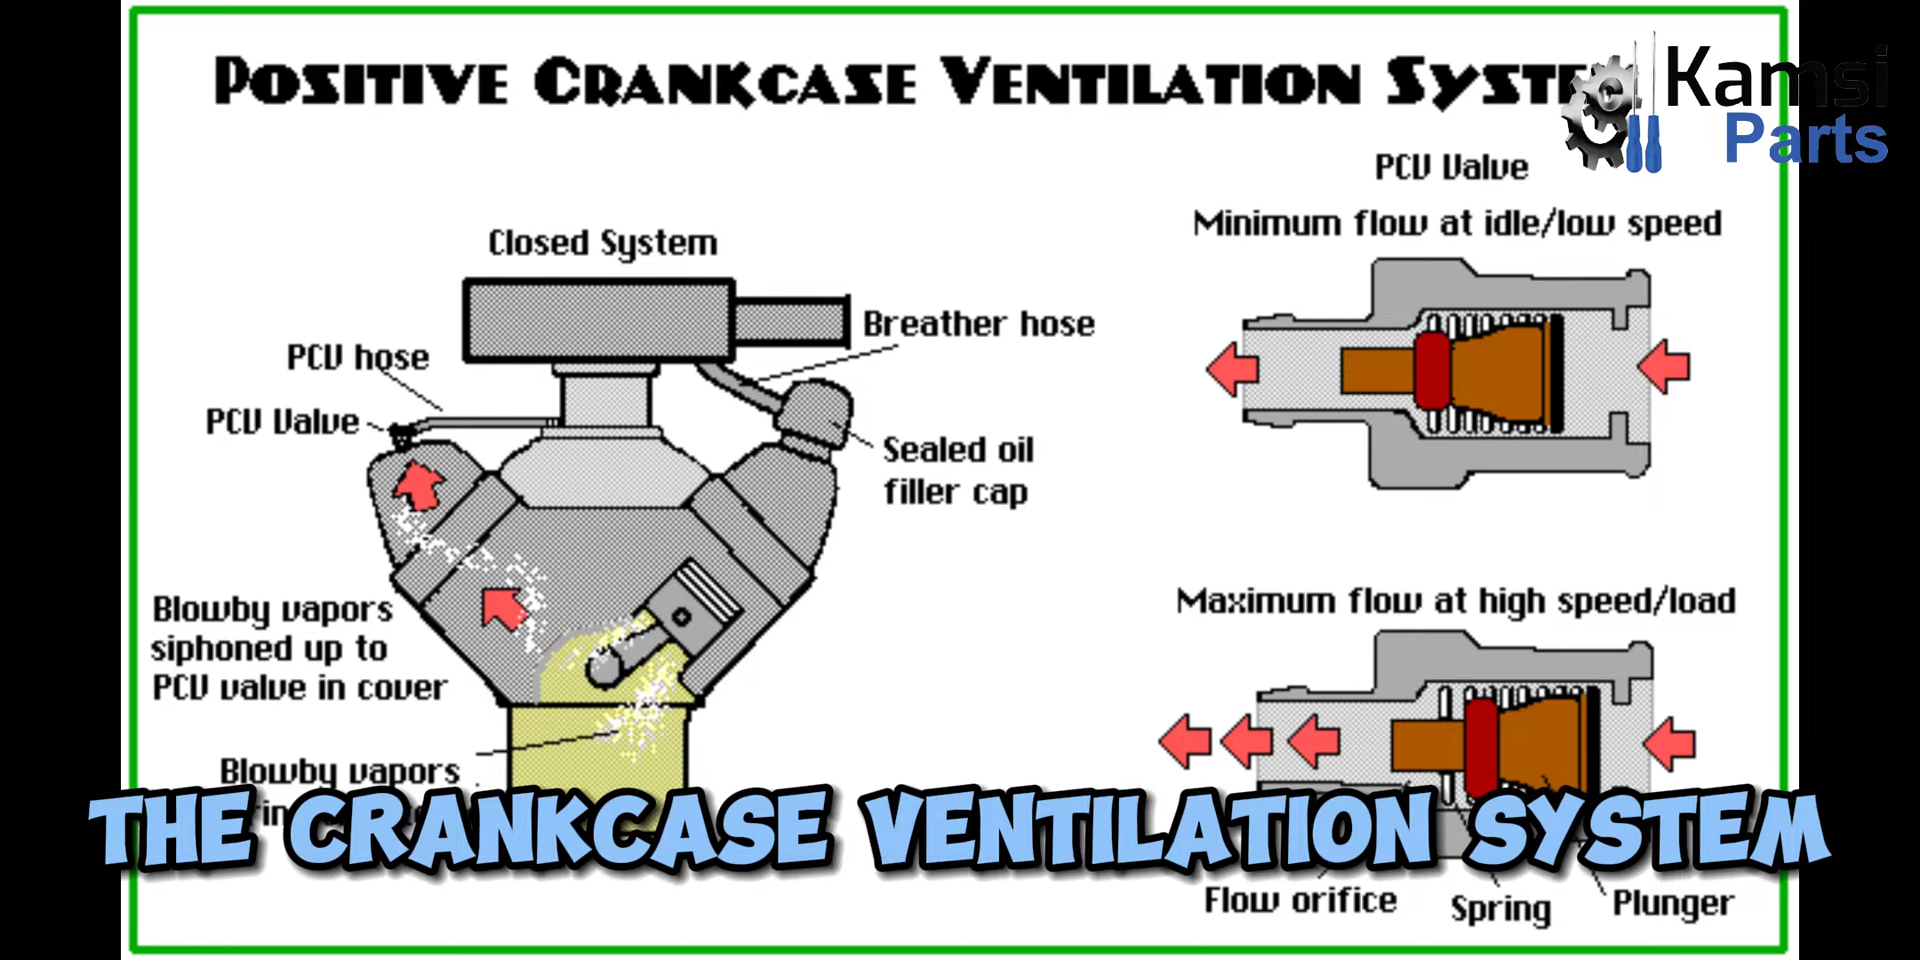 Positive Crankcase Ventilation
Kamsi
Parts
PCV Valve
Minimum flow at idle/low speed
Closed System
Breather hose
PCV hose
PCV Valve
Sealed oil
filler cap
Blowby vapors
siphoned up to
PCV valve in cover
Maximum flow at high speed/load
Blowby vapors
THE CRANKCASE VENTILATION SYSTEM
Flow orifice
Spring
Plunger